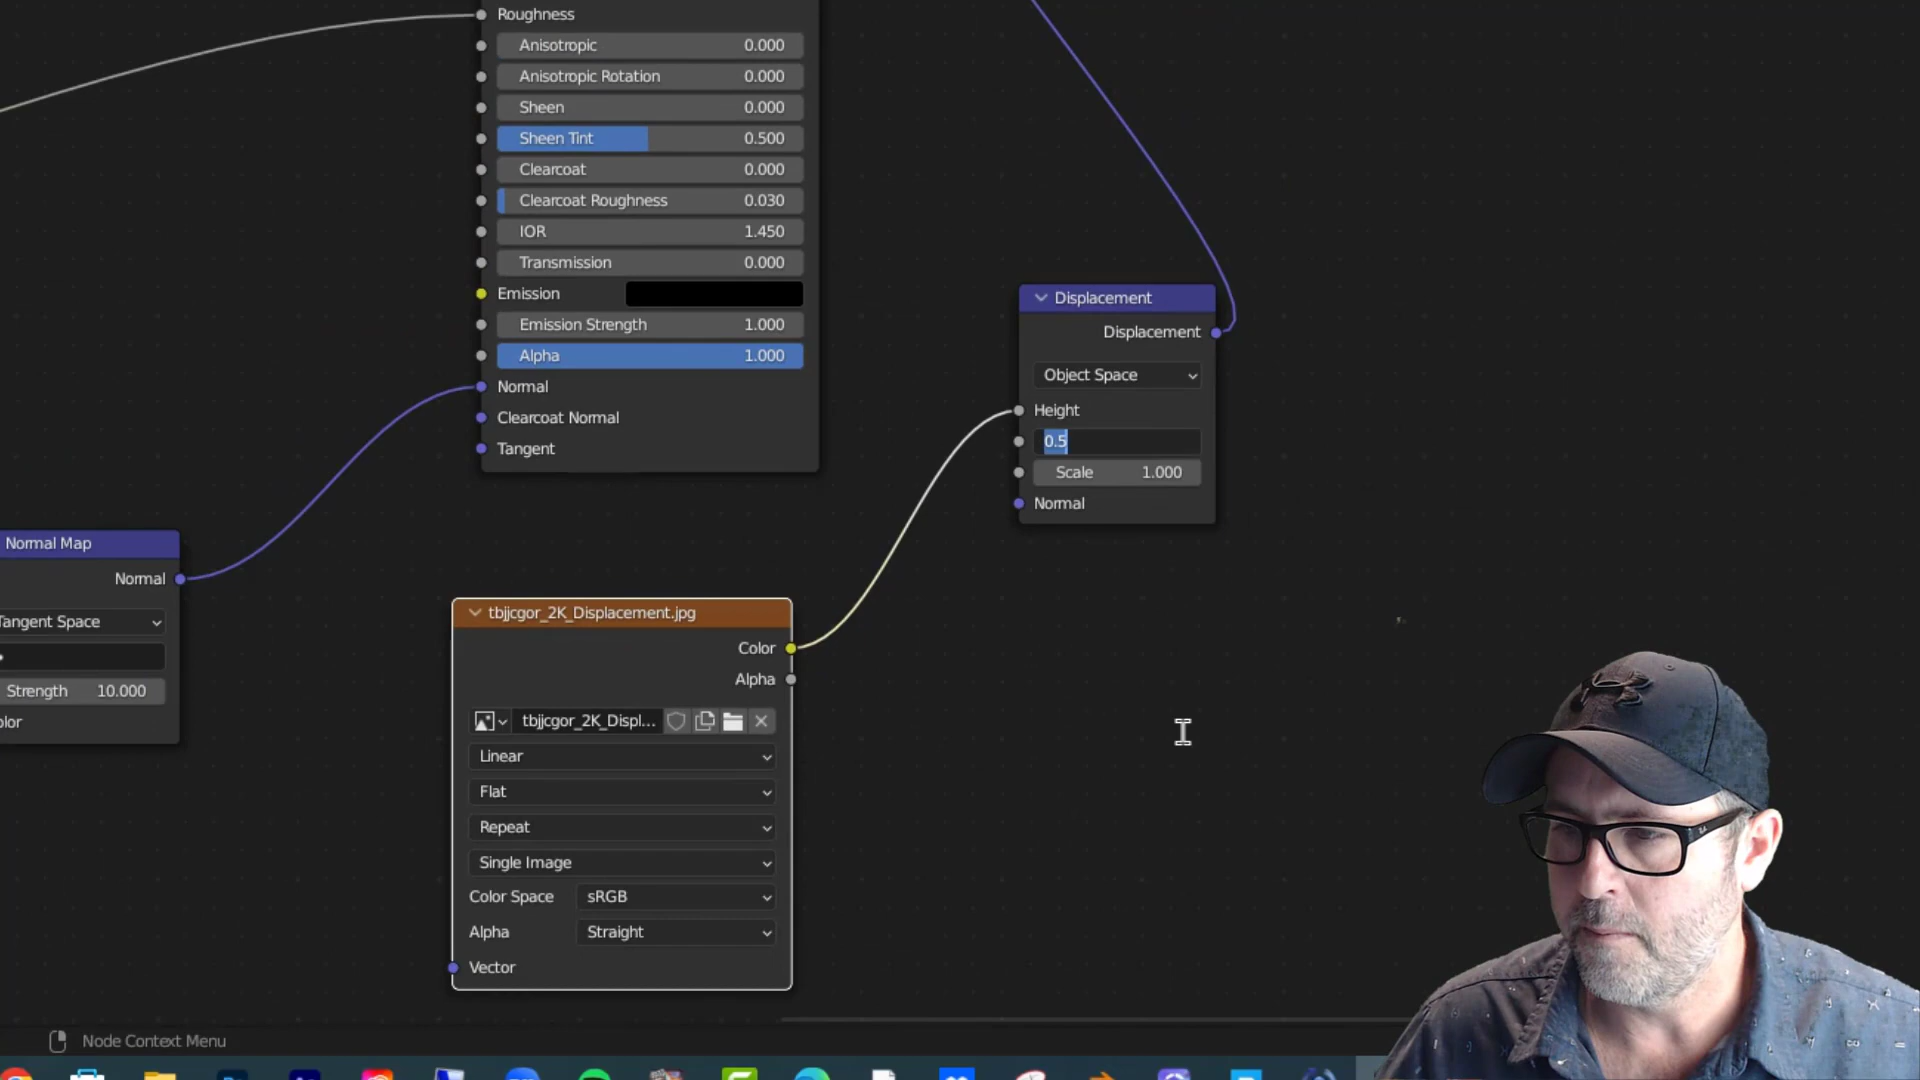 Roughness
Anisotropic 0.000
Anisotropic Rotation 0.000
Sheen 0.000
Sheen Tint 0.500
Clearcoat 0.000
Clearcoat Roughness 0.030
IOR 1.450
Transmission 0.000
Emission
Emission Strength 1.000
Alpha 1.000
Normal
Clearcoat Normal
Tangent
Displacement
Displacement
Object Space
Height
0.5
Scale 1.000
Normal
Normal Map
Normal
Tangent Space
Strength 10.000
olor
tbjjcgor_2K_Displacement.jpg
Color
Alpha
tbjjcgor_2K_Displ...
Linear
Flat
Repeat
Single Image
Color Space sRGB
Alpha Straight
Vector
Node Context Menu